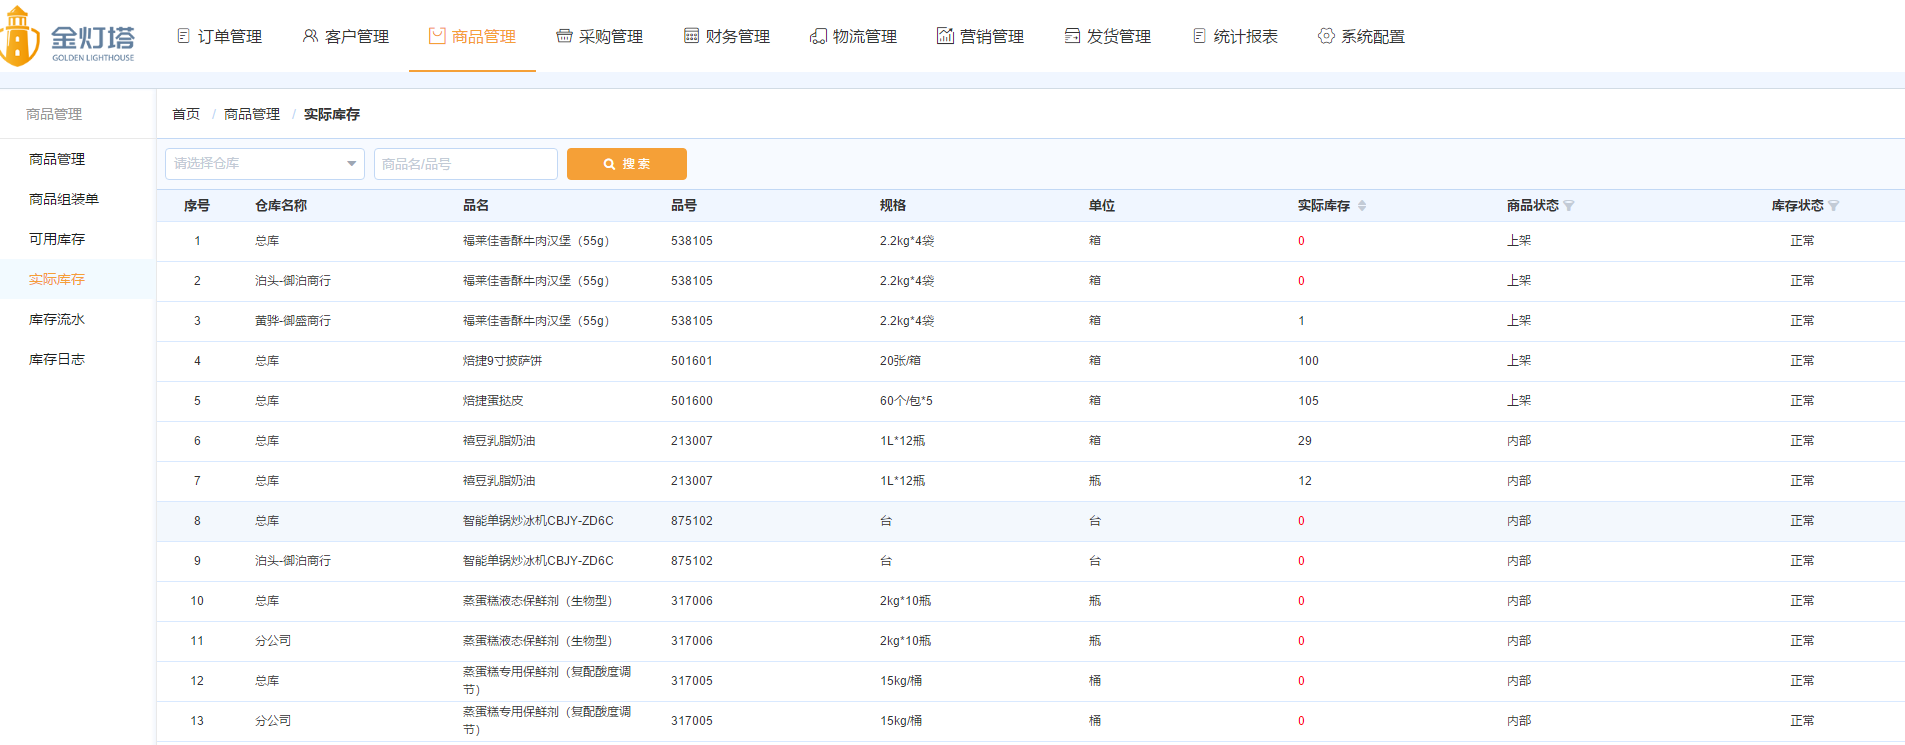 金灯塔
GOLDEN LIGHTHOUSE
订单管理 客户管理 商品管理 采购管理 财务管理 物流管理 营销管理 发货管理 统计报表 系统配置
商品管理
商品管理
商品组装单
可用库存
实际库存
库存流水
库存日志
首页 / 商品管理 / 实际库存
请选择仓库 商品名/品号 搜 索
序号 仓库名称 品名 品号 规格 单位 实际库存 商品状态 库存状态
1 总库 福莱佳香酥牛肉汉堡（55g） 538105 2.2kg*4袋 箱 0 上架 正常
2 泊头-御泊商行 福莱佳香酥牛肉汉堡（55g） 538105 2.2kg*4袋 箱 0 上架 正常
3 黄骅-御盛商行 福莱佳香酥牛肉汉堡（55g） 538105 2.2kg*4袋 箱 1 上架 正常
4 总库 焙捷9寸披萨饼 501601 20张/箱 箱 100 上架 正常
5 总库 焙捷蛋挞皮 501600 60个/包*5 箱 105 上架 正常
6 总库 禧豆乳脂奶油 213007 1L*12瓶 箱 29 内部 正常
7 总库 禧豆乳脂奶油 213007 1L*12瓶 瓶 12 内部 正常
8 总库 智能单锅炒冰机CBJY-ZD6C 875102 台 台 0 内部 正常
9 泊头-御泊商行 智能单锅炒冰机CBJY-ZD6C 875102 台 台 0 内部 正常
10 总库 蒸蛋糕液态保鲜剂（生物型） 317006 2kg*10瓶 瓶 0 内部 正常
11 分公司 蒸蛋糕液态保鲜剂（生物型） 317006 2kg*10瓶 瓶 0 内部 正常
12 总库 蒸蛋糕专用保鲜剂（复配酸度调
节） 317005 15kg/桶 桶 0 内部 正常
13 分公司 蒸蛋糕专用保鲜剂（复配酸度调
节） 317005 15kg/桶 桶 0 内部 正常